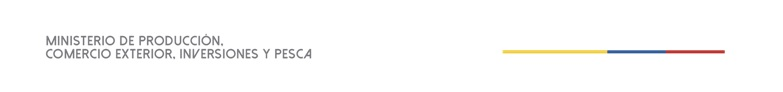 MINISTERIO DE PRODUCCIÓN,
COMERCIO EXTERIOR, INVERSIONES Y PESCA